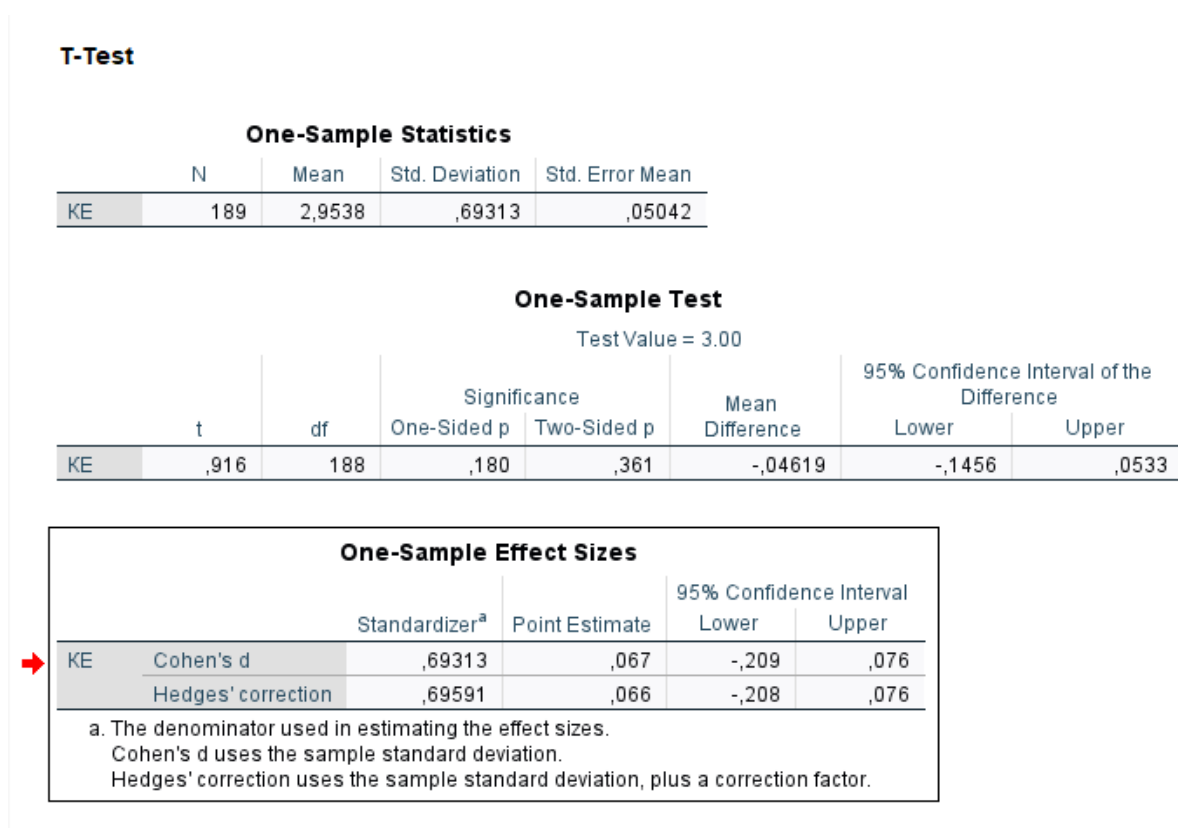 T-Test
One-Sample Statistics
N Mean Std. Deviation Std. Error Mean
KE 189 2,9538 ,69313 ,05042
One-Sample Test
Test Value = 3.00
t df Significance Mean Difference 95% Confidence Interval of the Difference
One-Sided p Two-Sided p Lower Upper
KE ,916 188 ,180 ,361 -,04619 -,1456 ,0533
One-Sample Effect Sizes
95% Confidence Interval
Standardizerᵃ Point Estimate Lower Upper
KE Cohen's d ,69313 ,067 -,209 ,076
Hedges' correction ,69591 ,066 -,208 ,076
a. The denominator used in estimating the effect sizes.
Cohen's d uses the sample standard deviation.
Hedges' correction uses the sample standard deviation, plus a correction factor.